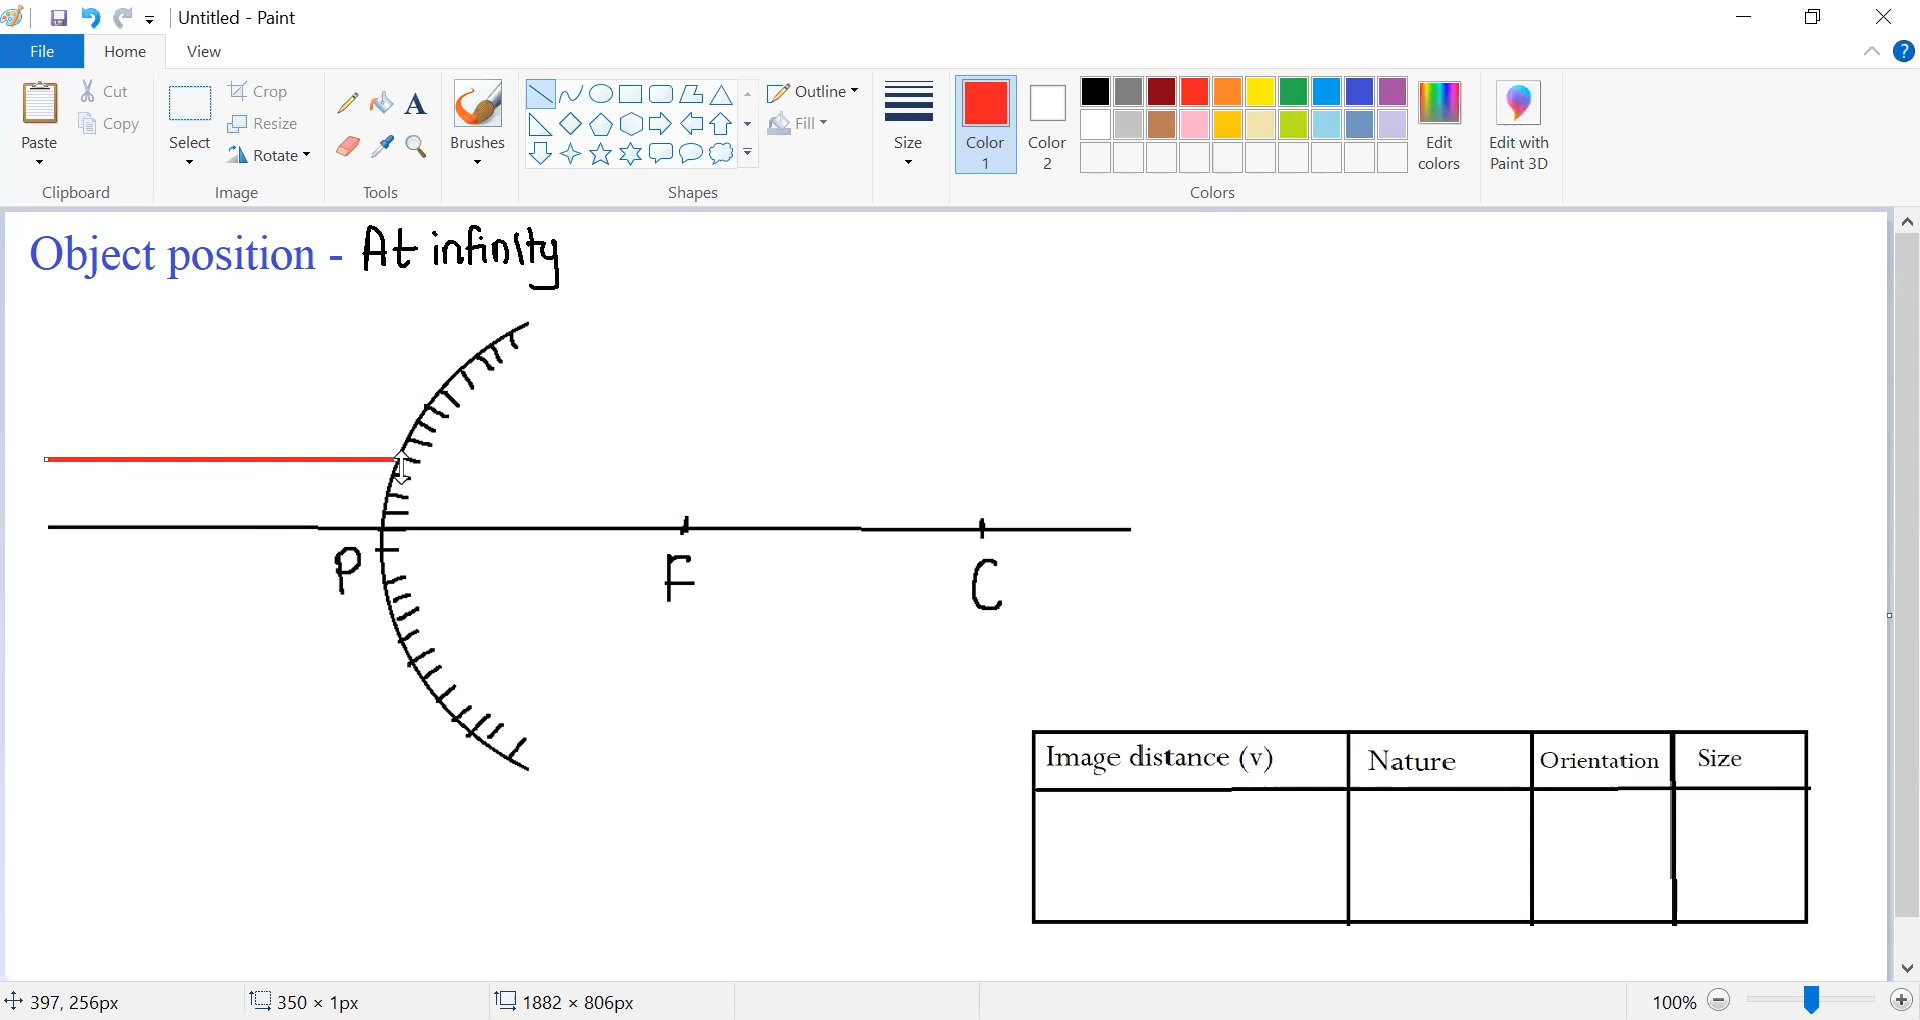 Untitled - Paint
File Home View
Paste Cut Copy Select Crop Resize Rotate Brushes Outline Fill Size Color 1 Color 2 Edit colors Edit with Paint 3D
Clipboard Image Tools Shapes Colors
Object position - At infinity
P F C
Image distance (v) Nature Orientation Size
397, 256px 350 × 1px 1882 × 806px 100%